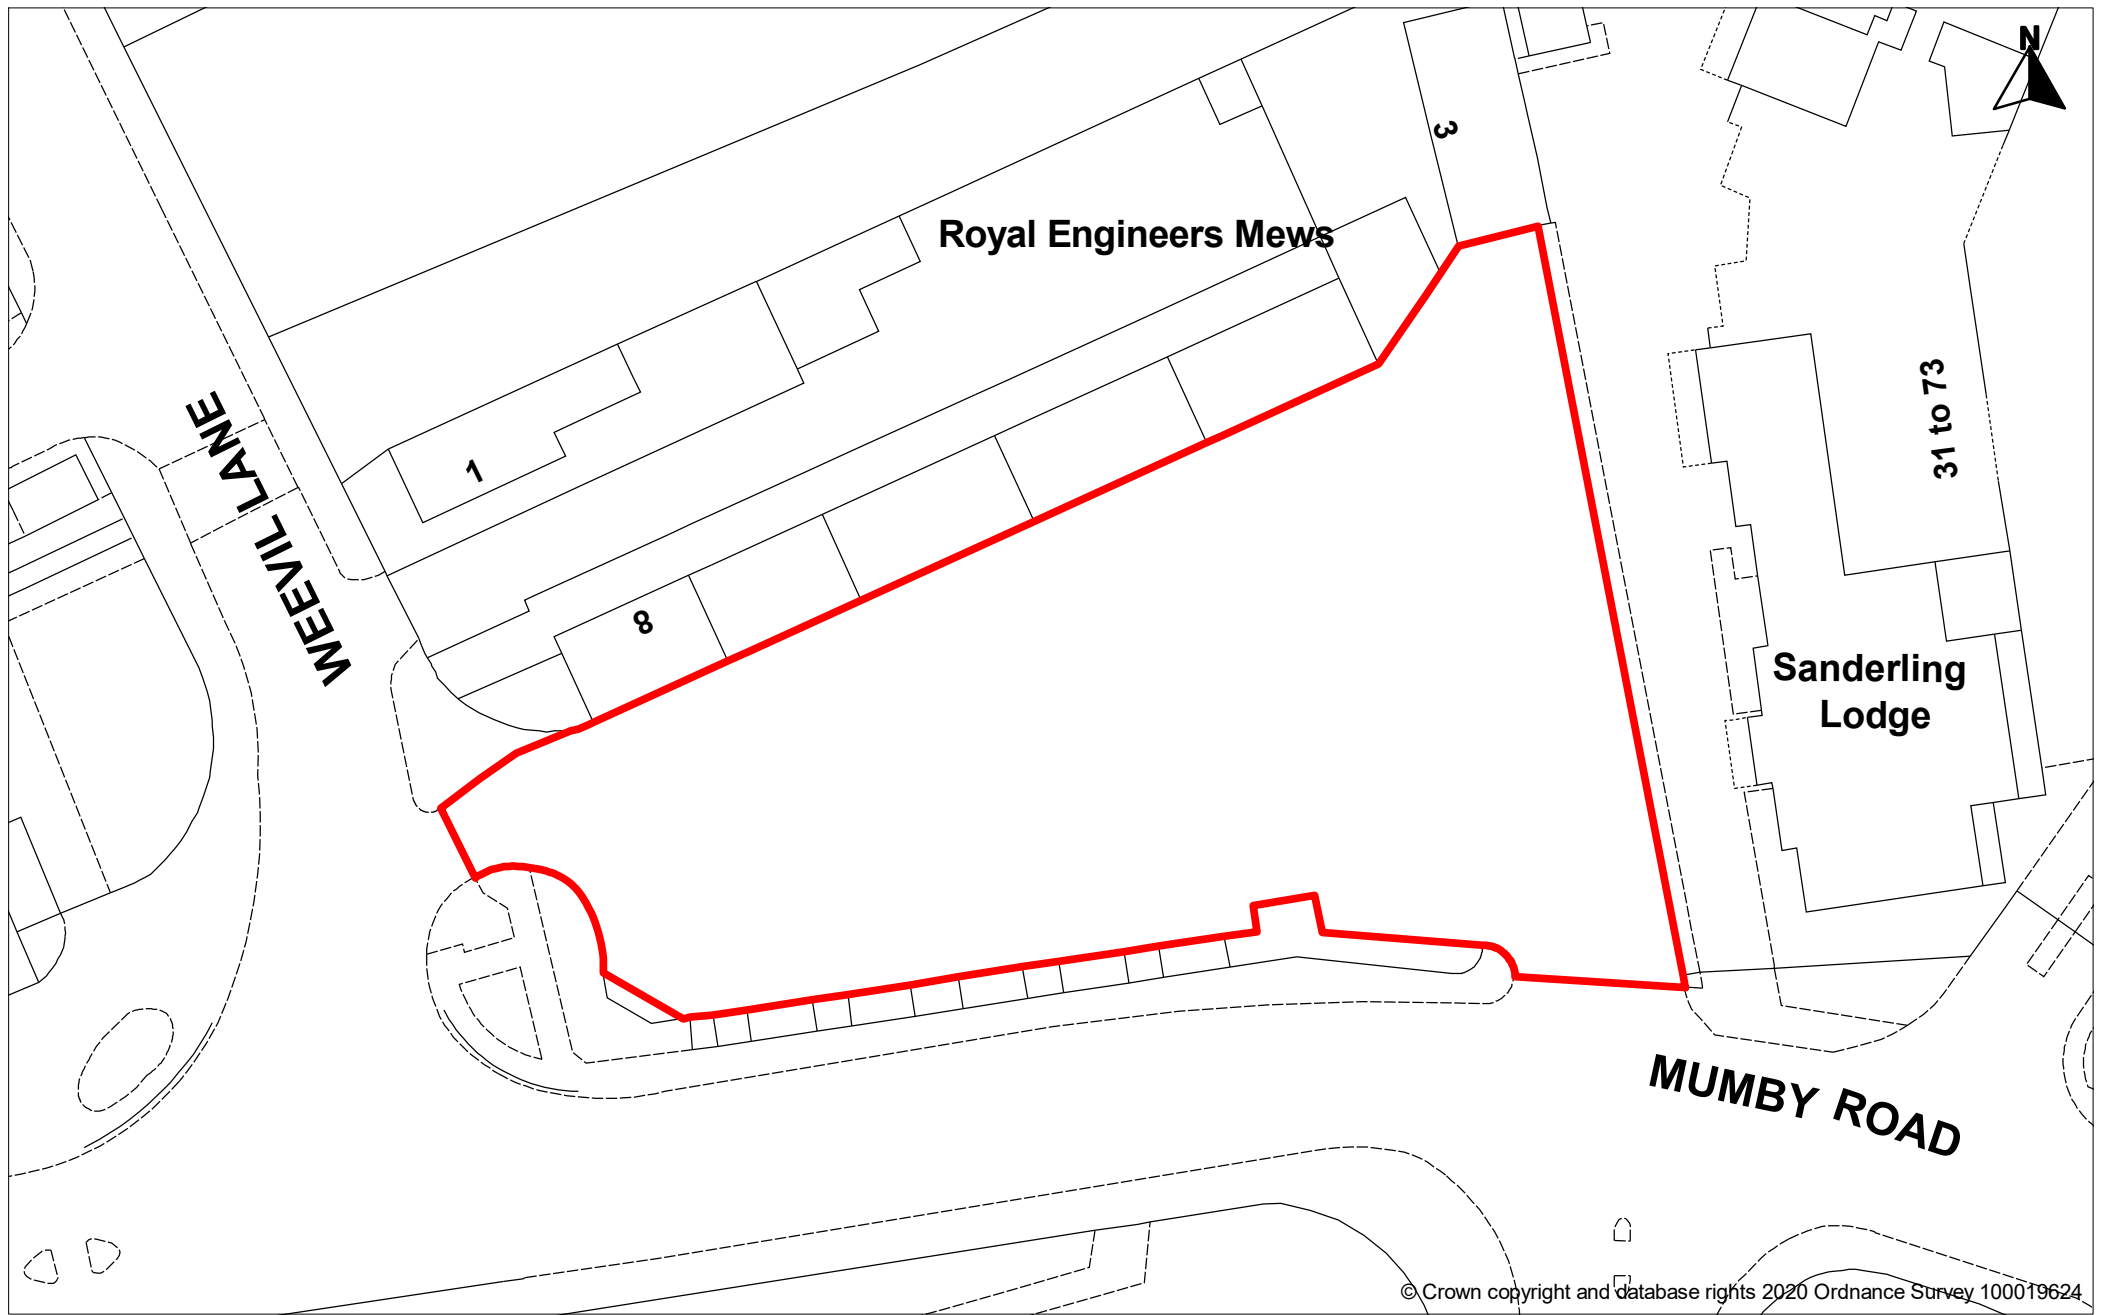 N
3
Royal Engineers Mews
1
31 to 73
WEEVIL LANE
8
Sanderling
Lodge
MUMBY ROAD
© Crown copyright and database rights 2020 Ordnance Survey 100019624